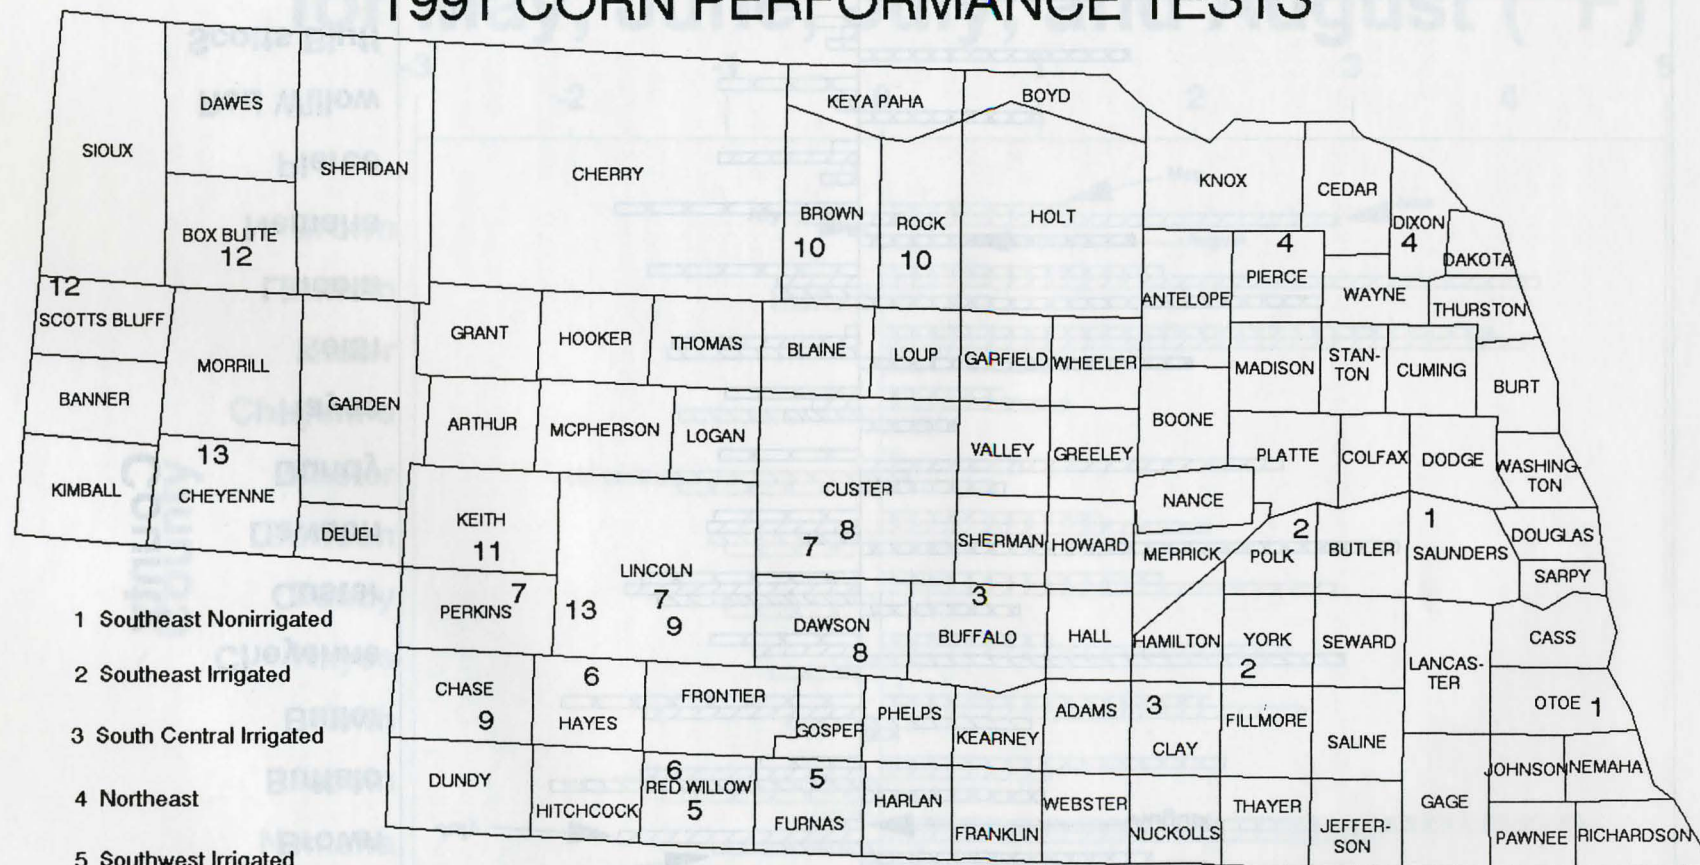 1991 CORN PERFORMANCE TESTS
SIOUX
DAWES
BOX BUTTE
12
SHERIDAN
CHERRY
KEYA PAHA
BOYD
BROWN
10
ROCK
10
HOLT
KNOX
CEDAR
DIXON
4
DAKOTA
4
PIERCE
ANTELOPE
WAYNE
THURSTON
12
SCOTTS BLUFF
MORRILL
BANNER
GARDEN
GRANT
HOOKER
THOMAS
BLAINE
LOUP
GARFIELD
WHEELER
MADISON
STAN-
TON
CUMING
BURT
ARTHUR
MCPHERSON
LOGAN
VALLEY
GREELEY
BOONE
PLATTE
COLFAX
DODGE
WASHING-
TON
KIMBALL
13
CHEYENNE
DEUEL
KEITH
11
CUSTER
8
7
SHERMAN
HOWARD
NANCE
MERRICK
2
POLK
BUTLER
1
SAUNDERS
DOUGLAS
SARPY
LINCOLN
7
13
9
7
PERKINS
DAWSON
8
3
BUFFALO
HALL
HAMILTON
YORK
2
SEWARD
LANCAS-
TER
CASS
OTOE 1
CHASE
9
6
HAYES
FRONTIER
GOSPER
PHELPS
KEARNEY
ADAMS
3
CLAY
FILLMORE
SALINE
JOHNSON
NEMAHA
DUNDY
HITCHCOCK
6
RED WILLOW
5
5
FURNAS
HARLAN
FRANKLIN
WEBSTER
NUCKOLLS
THAYER
JEFFER-
SON
GAGE
PAWNEE
RICHARDSON
1 Southeast Nonirrigated
2 Southeast Irrigated
3 South Central Irrigated
4 Northeast
5 Southwest Irrigated